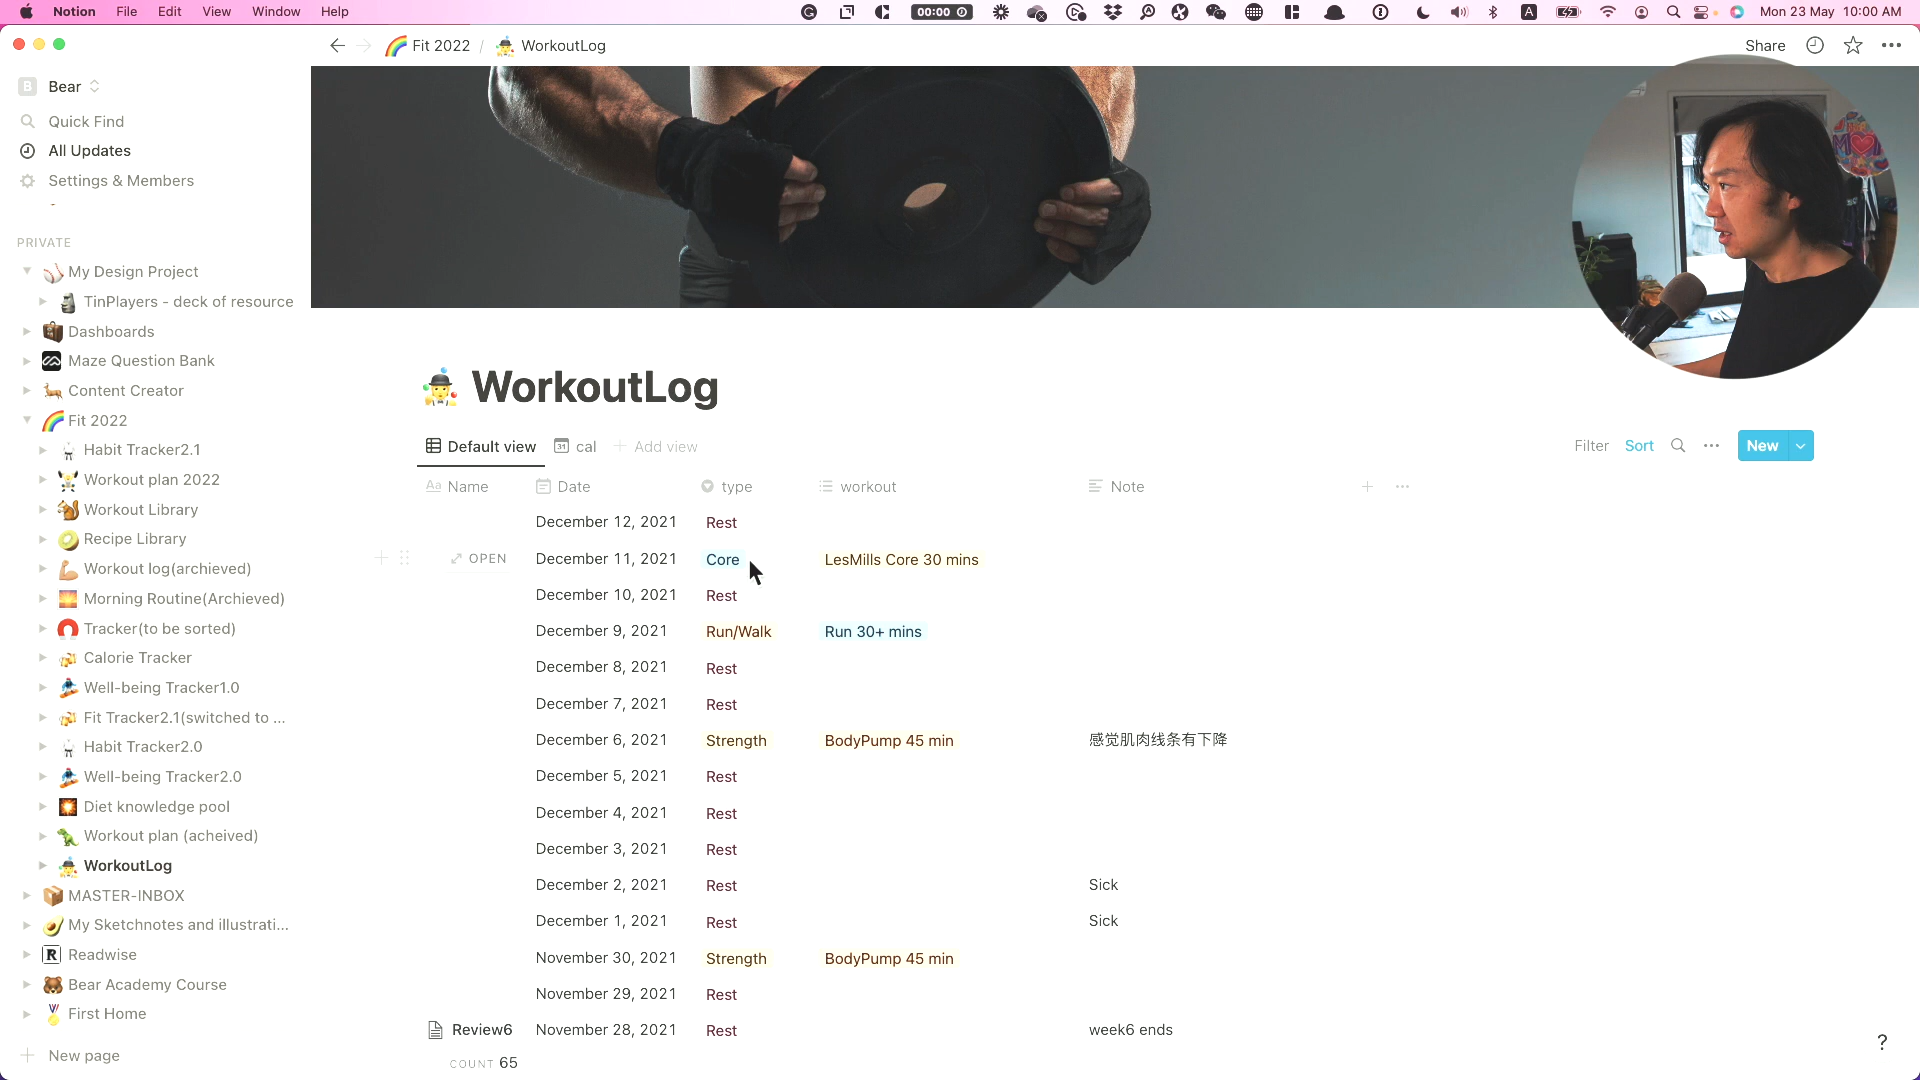 Notion File Edit View Window Help 00:00 A Mon 23 May 10:00 AM
Fit 2022 / WorkoutLog Share
B Bear
Quick Find
All Updates
Settings & Members
PRIVATE
My Design Project
TinPlayers - deck of resource
Dashboards
Maze Question Bank
Content Creator
Fit 2022
Habit Tracker2.1
Workout plan 2022
Workout Library
Recipe Library
Workout log(archieved)
Morning Routine(Archieved)
Tracker(to be sorted)
Calorie Tracker
Well-being Tracker1.0
Fit Tracker2.1(switched to ...
Habit Tracker2.0
Well-being Tracker2.0
Diet knowledge pool
Workout plan (acheived)
WorkoutLog
MASTER-INBOX
My Sketchnotes and illustrati...
R Readwise
Bear Academy Course
First Home
New page
WorkoutLog
Default view 31 cal + Add view Filter Sort New
Aa Name Date type workout Note
December 12, 2021 Rest
OPEN December 11, 2021 Core LesMills Core 30 mins
December 10, 2021 Rest
December 9, 2021 Run/Walk Run 30+ mins
December 8, 2021 Rest
December 7, 2021 Rest
December 6, 2021 Strength BodyPump 45 min 感觉肌肉线条有下降
December 5, 2021 Rest
December 4, 2021 Rest
December 3, 2021 Rest
December 2, 2021 Rest Sick
December 1, 2021 Rest Sick
November 30, 2021 Strength BodyPump 45 min
November 29, 2021 Rest
Review6 November 28, 2021 Rest week6 ends
COUNT 65
?